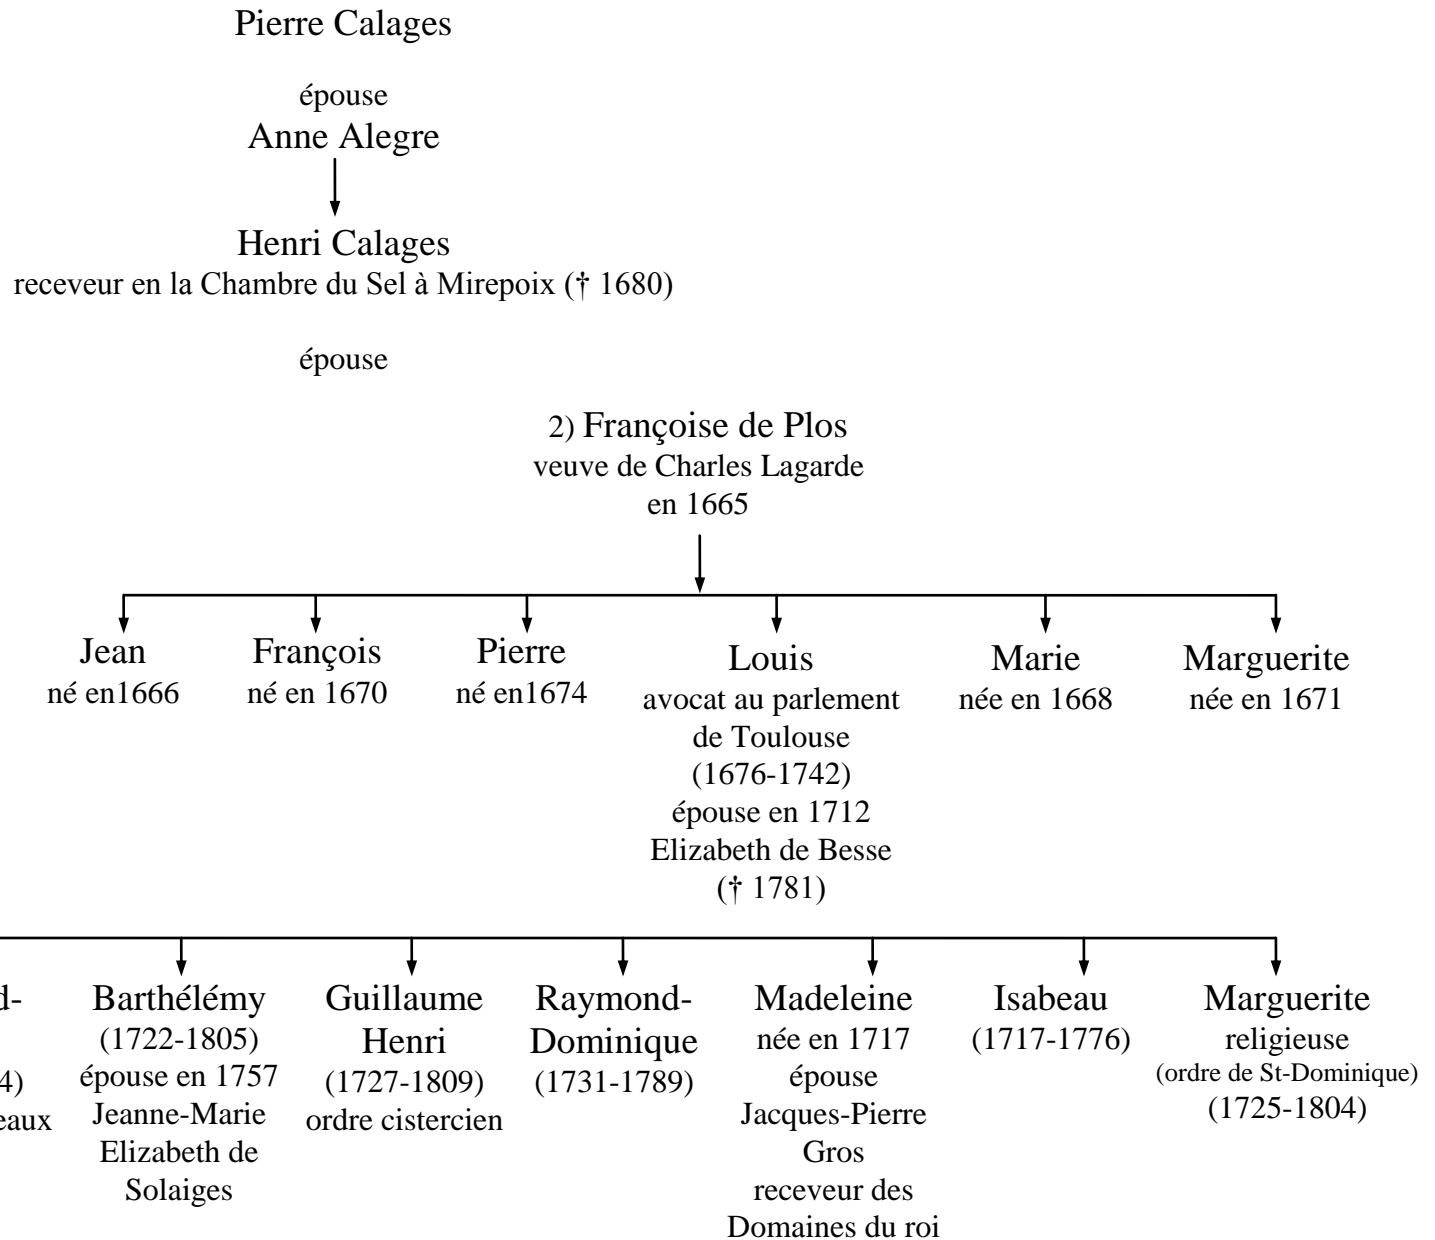 Pierre Calages
épouse
Anne Alegre
Henri Calages
receveur en la Chambre du Sel à Mirepoix († 1680)
épouse
2) Françoise de Plos
veuve de Charles Lagarde
en 1665
Jean
né en1666
François
né en 1670
Pierre
né en1674
Louis
avocat au parlement
de Toulouse
(1676-1742)
épouse en 1712
Elizabeth de Besse
(† 1781)
Marie
née en 1668
Marguerite
née en 1671
d-
4)
eaux
Barthélémy
(1722-1805)
épouse en 1757
Jeanne-Marie
Elizabeth de
Solaiges
Guillaume
Henri
(1727-1809)
ordre cistercien
Raymond-
Dominique
(1731-1789)
Madeleine
née en 1717
épouse
Jacques-Pierre
Gros
receveur des
Domaines du roi
Isabeau
(1717-1776)
Marguerite
religieuse
(ordre de St-Dominique)
(1725-1804)